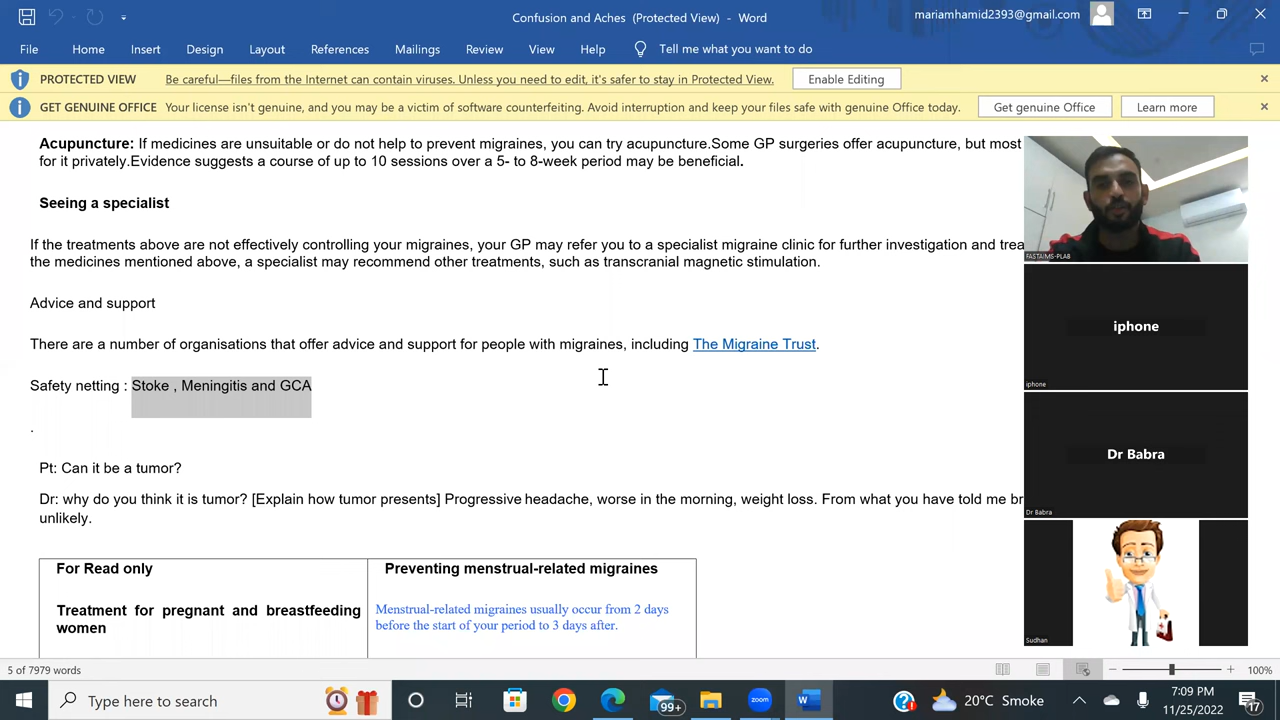 Confusion and Aches (Protected View) - Word
mariamhamid2393@gmail.com
File Home Insert Design Layout References Mailings Review View Help Tell me what you want to do
PROTECTED VIEW Be careful—files from the Internet can contain viruses. Unless you need to edit, it's safer to stay in Protected View. Enable Editing
GET GENUINE OFFICE Your license isn't genuine, and you may be a victim of software counterfeiting. Avoid interruption and keep your files safe with genuine Office today. Get genuine Office Learn more
Acupuncture: If medicines are unsuitable or do not help to prevent migraines, you can try acupuncture.Some GP surgeries offer acupuncture, but most
for it privately.Evidence suggests a course of up to 10 sessions over a 5- to 8-week period may be beneficial.
Seeing a specialist
If the treatments above are not effectively controlling your migraines, your GP may refer you to a specialist migraine clinic for further investigation and trea
the medicines mentioned above, a specialist may recommend other treatments, such as transcranial magnetic stimulation.
Advice and support
There are a number of organisations that offer advice and support for people with migraines, including The Migraine Trust.
Safety netting : Stoke , Meningitis and GCA
.
Pt: Can it be a tumor?
Dr: why do you think it is tumor? [Explain how tumor presents] Progressive headache, worse in the morning, weight loss. From what you have told me br
unlikely.
For Read only
Treatment for pregnant and breastfeeding
women
Preventing menstrual-related migraines
Menstrual-related migraines usually occur from 2 days
before the start of your period to 3 days after.
FASTAIMS-PLAB
iphone
iphone
Dr Babra
Dr Babra
Sudhan
5 of 7979 words
100%
Type here to search
99+
zoom
20°C Smoke
7:09 PM
11/25/2022
17